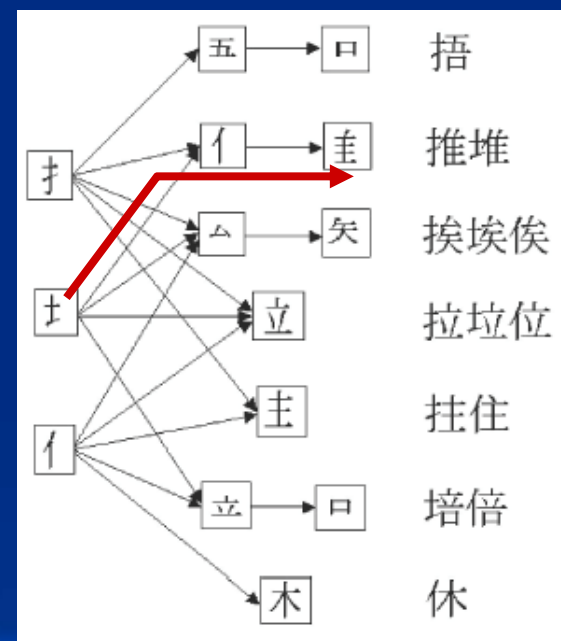 五 口 捂
亻 圭 推堆
扌
厶 矢 挨埃俟
土 立 拉垃位
主 拄住
亻
立 口 培倍
木 休